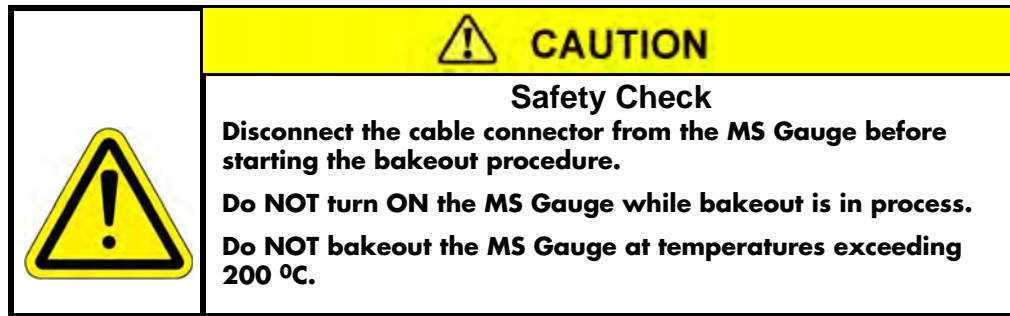 CAUTION
Safety Check
Disconnect the cable connector from the MS Gauge before
starting the bakeout procedure.
Do NOT turn ON the MS Gauge while bakeout is in process.
Do NOT bakeout the MS Gauge at temperatures exceeding
200 ⁰C.